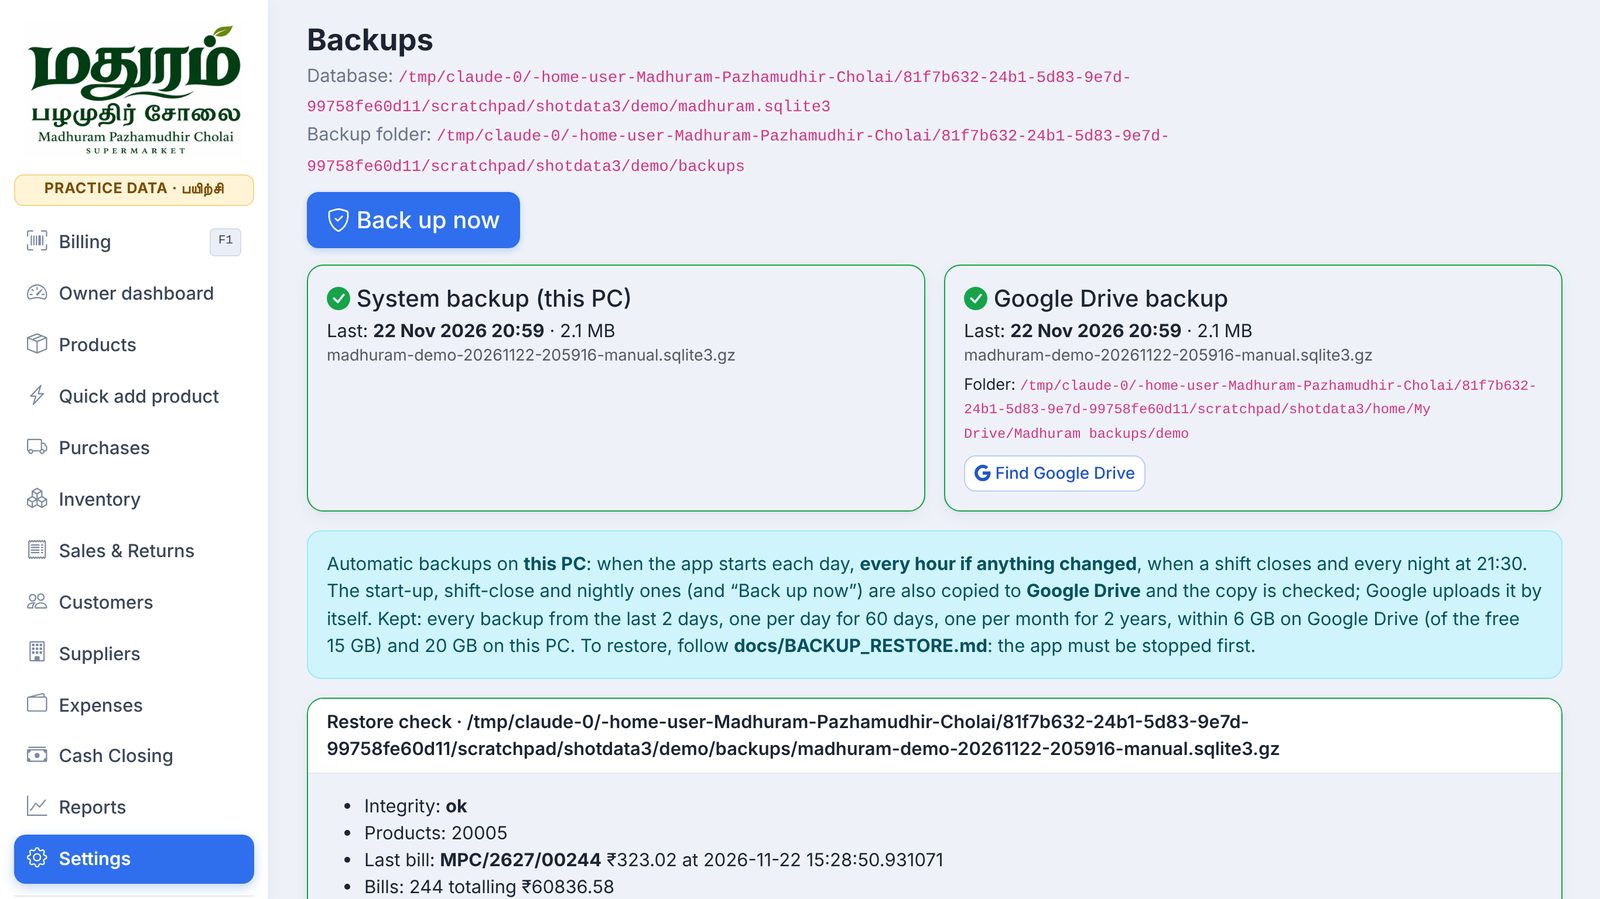 மதுரம்
பழமுதிர் சோலை
Madhuram Pazhamudhir Cholai
SUPERMARKET
PRACTICE DATA · பயிற்சி
Billing F1
Owner dashboard
Products
Quick add product
Purchases
Inventory
Sales & Returns
Customers
Suppliers
Expenses
Cash Closing
Reports
Settings
Backups
Database: /tmp/claude-0/-home-user-Madhuram-Pazhamudhir-Cholai/81f7b632-24b1-5d83-9e7d-
99758fe60d11/scratchpad/shotdata3/demo/madhuram.sqlite3
Backup folder: /tmp/claude-0/-home-user-Madhuram-Pazhamudhir-Cholai/81f7b632-24b1-5d83-9e7d-
99758fe60d11/scratchpad/shotdata3/demo/backups
Back up now
System backup (this PC)
Last: 22 Nov 2026 20:59 · 2.1 MB
madhuram-demo-20261122-205916-manual.sqlite3.gz
Google Drive backup
Last: 22 Nov 2026 20:59 · 2.1 MB
madhuram-demo-20261122-205916-manual.sqlite3.gz
Folder: /tmp/claude-0/-home-user-Madhuram-Pazhamudhir-Cholai/81f7b632-
24b1-5d83-9e7d-99758fe60d11/scratchpad/shotdata3/home/My
Drive/Madhuram backups/demo
Find Google Drive
Automatic backups on this PC: when the app starts each day, every hour if anything changed, when a shift closes and every night at 21:30.
The start-up, shift-close and nightly ones (and “Back up now”) are also copied to Google Drive and the copy is checked; Google uploads it by
itself. Kept: every backup from the last 2 days, one per day for 60 days, one per month for 2 years, within 6 GB on Google Drive (of the free
15 GB) and 20 GB on this PC. To restore, follow docs/BACKUP_RESTORE.md: the app must be stopped first.
Restore check · /tmp/claude-0/-home-user-Madhuram-Pazhamudhir-Cholai/81f7b632-24b1-5d83-9e7d-
99758fe60d11/scratchpad/shotdata3/demo/backups/madhuram-demo-20261122-205916-manual.sqlite3.gz
• Integrity: ok
• Products: 20005
• Last bill: MPC/2627/00244 ₹323.02 at 2026-11-22 15:28:50.931071
• Bills: 244 totalling ₹60836.58